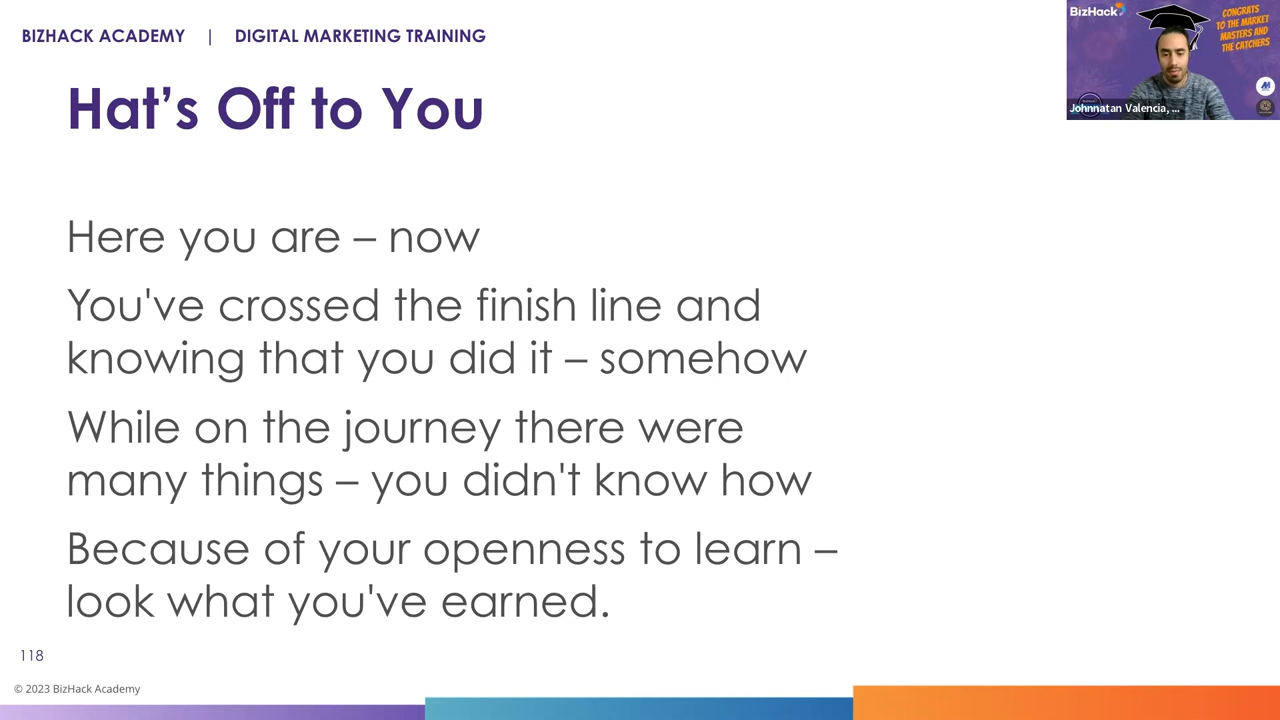 BIZHACK ACADEMY | DIGITAL MARKETING TRAINING
BizHack
CONGRATS
TO THE MARKET
MASTERS AND
THE CATCHERS
Johnnatan Valencia, ...
Hat’s Off to You
Here you are – now
You've crossed the finish line and
knowing that you did it – somehow
While on the journey there were
many things – you didn't know how
Because of your openness to learn –
look what you've earned.
118
© 2023 BizHack Academy